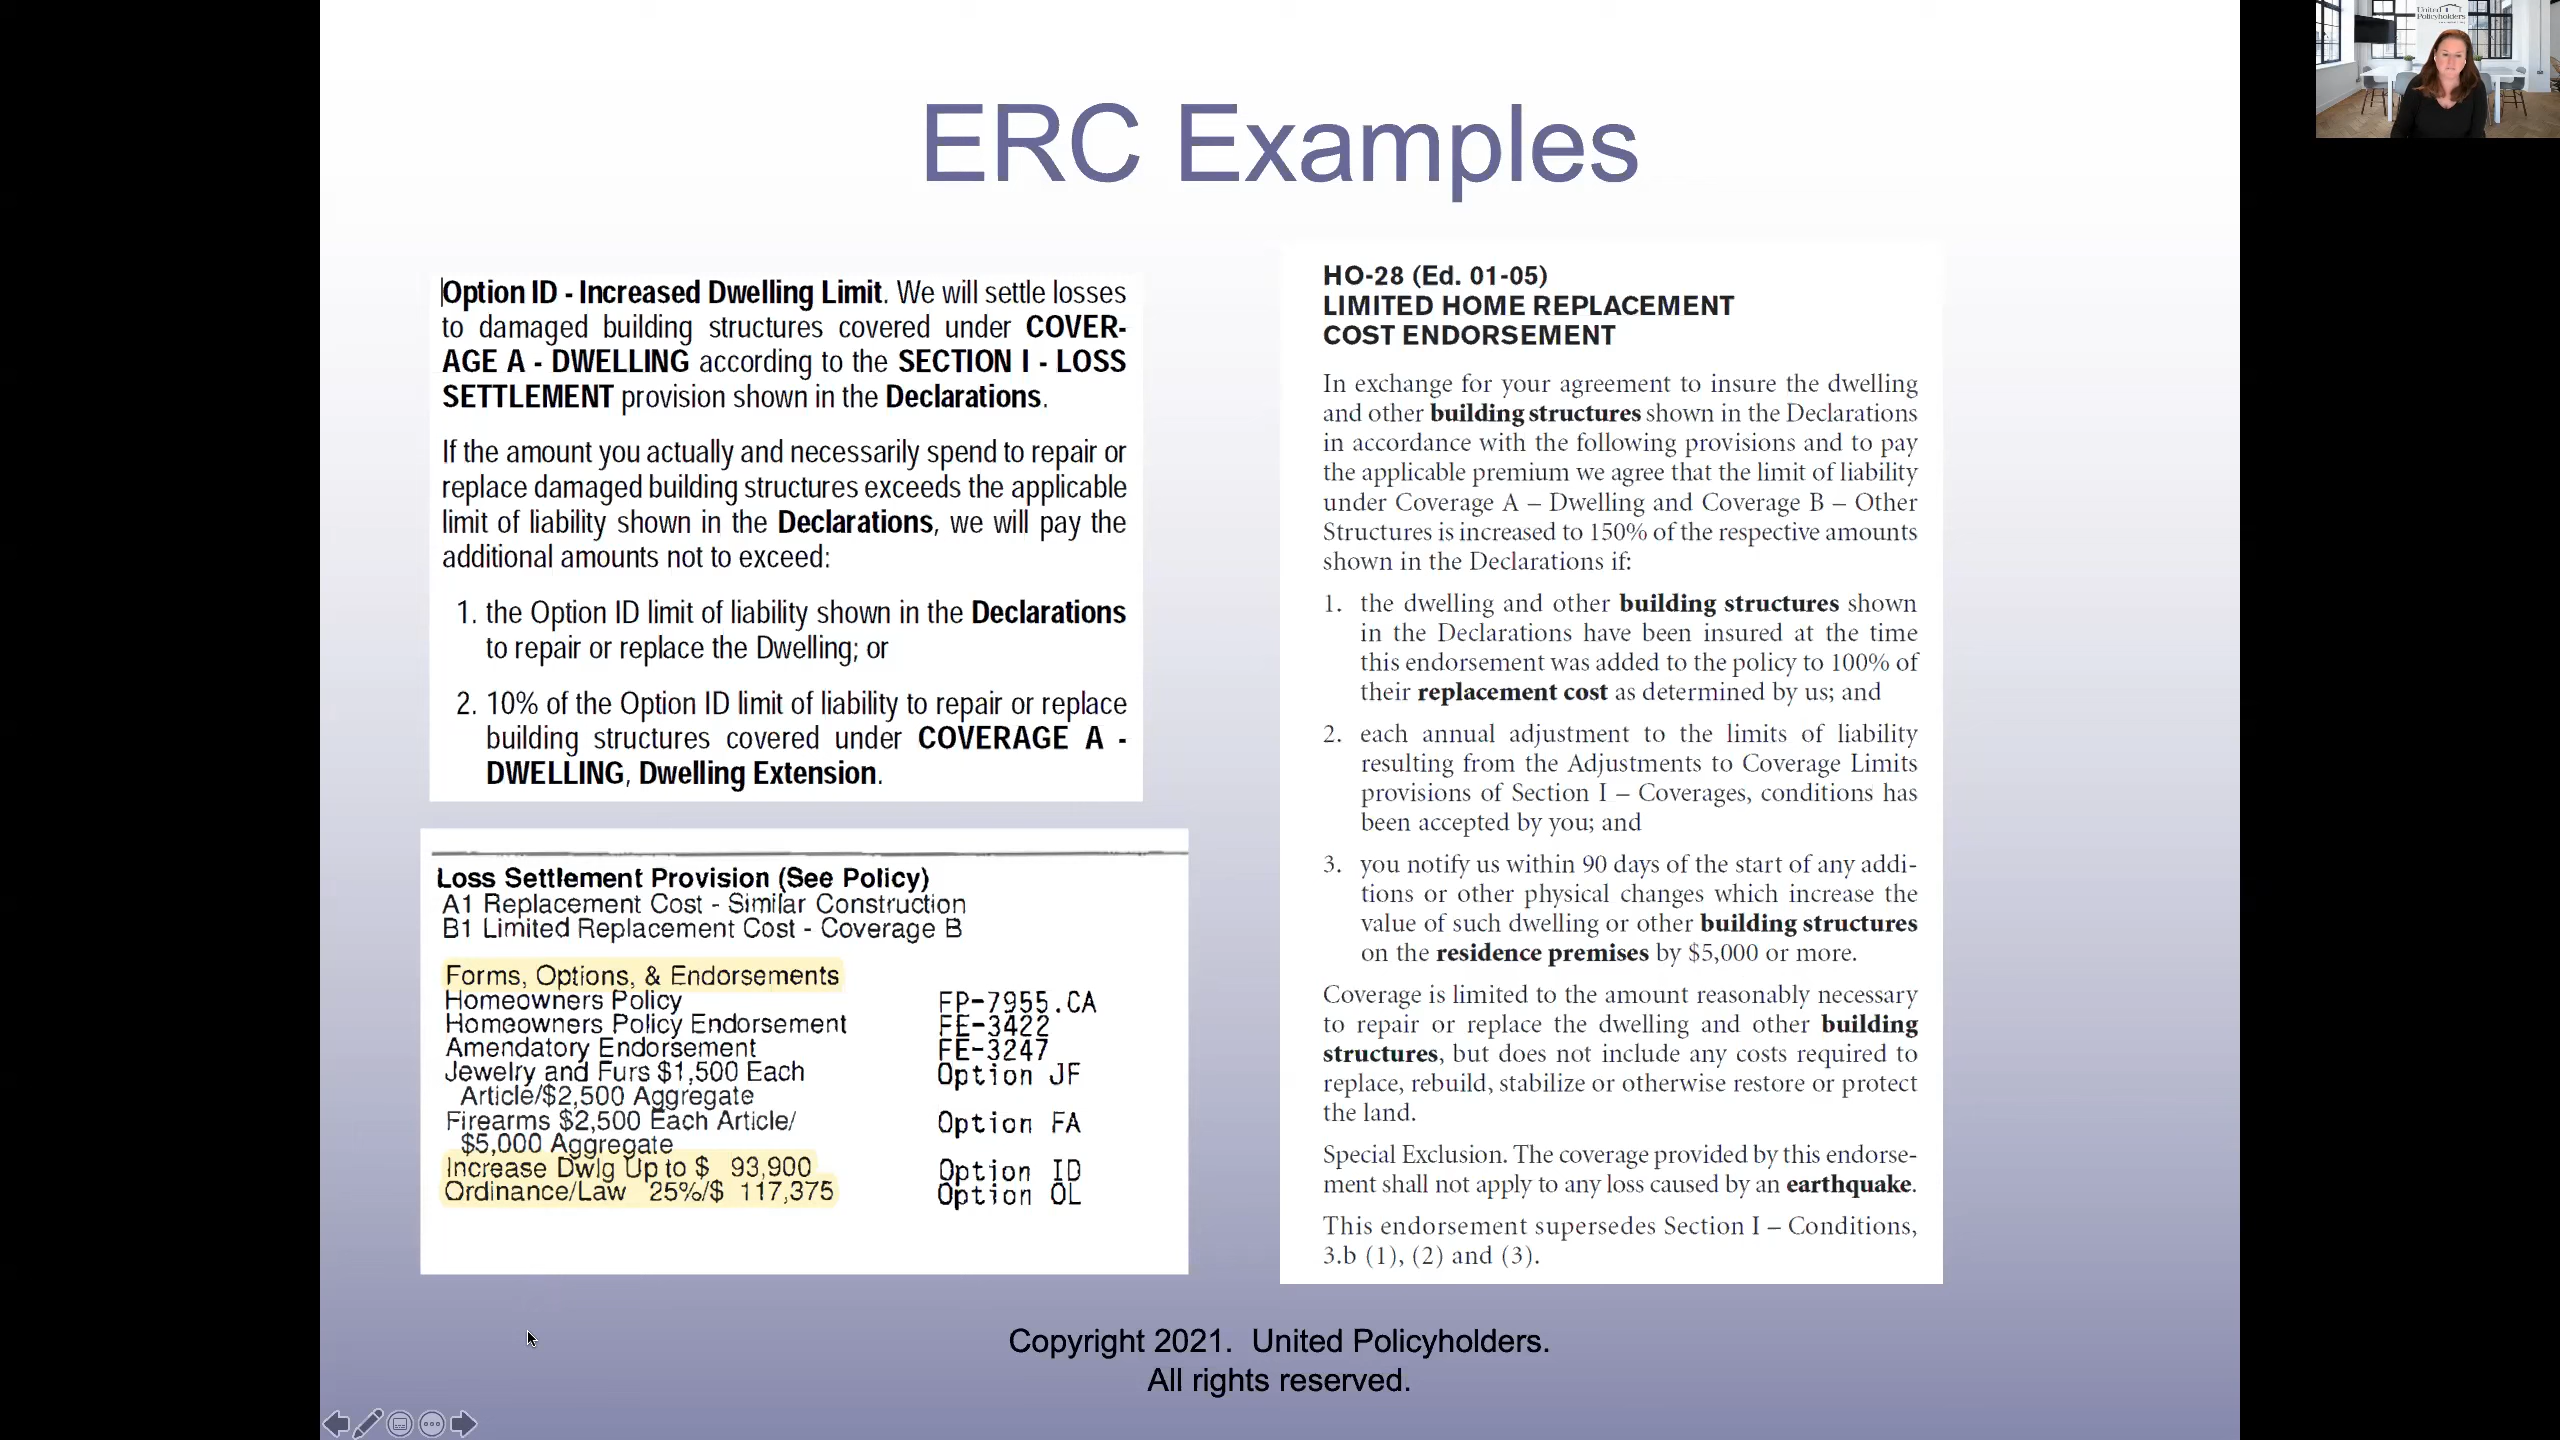 United
Policyholders
ERC Examples
Option ID - Increased Dwelling Limit. We will settle losses
to damaged building structures covered under COVER-
AGE A - DWELLING according to the SECTION I - LOSS
SETTLEMENT provision shown in the Declarations.
If the amount you actually and necessarily spend to repair or
replace damaged building structures exceeds the applicable
limit of liability shown in the Declarations, we will pay the
additional amounts not to exceed:
1. the Option ID limit of liability shown in the Declarations
to repair or replace the Dwelling; or
2. 10% of the Option ID limit of liability to repair or replace
building structures covered under COVERAGE A -
DWELLING, Dwelling Extension.
Loss Settlement Provision (See Policy)
A1 Replacement Cost - Similar Construction
B1 Limited Replacement Cost - Coverage B
Forms, Options, & Endorsements
Homeowners Policy FP-7955.CA
Homeowners Policy Endorsement FE-3422
Amendatory Endorsement FE-3247
Jewelry and Furs $1,500 Each Option JF
Article/$2,500 Aggregate
Firearms $2,500 Each Article/ Option FA
$5,000 Aggregate
Increase Dwlg Up to $ 93,900 Option ID
Ordinance/Law 25%/$ 117,375 Option OL
HO-28 (Ed. 01-05)
LIMITED HOME REPLACEMENT
COST ENDORSEMENT
In exchange for your agreement to insure the dwelling
and other building structures shown in the Declarations
in accordance with the following provisions and to pay
the applicable premium we agree that the limit of liability
under Coverage A – Dwelling and Coverage B – Other
Structures is increased to 150% of the respective amounts
shown in the Declarations if:
1. the dwelling and other building structures shown
in the Declarations have been insured at the time
this endorsement was added to the policy to 100% of
their replacement cost as determined by us; and
2. each annual adjustment to the limits of liability
resulting from the Adjustments to Coverage Limits
provisions of Section I – Coverages, conditions has
been accepted by you; and
3. you notify us within 90 days of the start of any addi-
tions or other physical changes which increase the
value of such dwelling or other building structures
on the residence premises by $5,000 or more.
Coverage is limited to the amount reasonably necessary
to repair or replace the dwelling and other building
structures, but does not include any costs required to
replace, rebuild, stabilize or otherwise restore or protect
the land.
Special Exclusion. The coverage provided by this endorse-
ment shall not apply to any loss caused by an earthquake.
This endorsement supersedes Section I – Conditions,
3.b (1), (2) and (3).
Copyright 2021. United Policyholders.
All rights reserved.